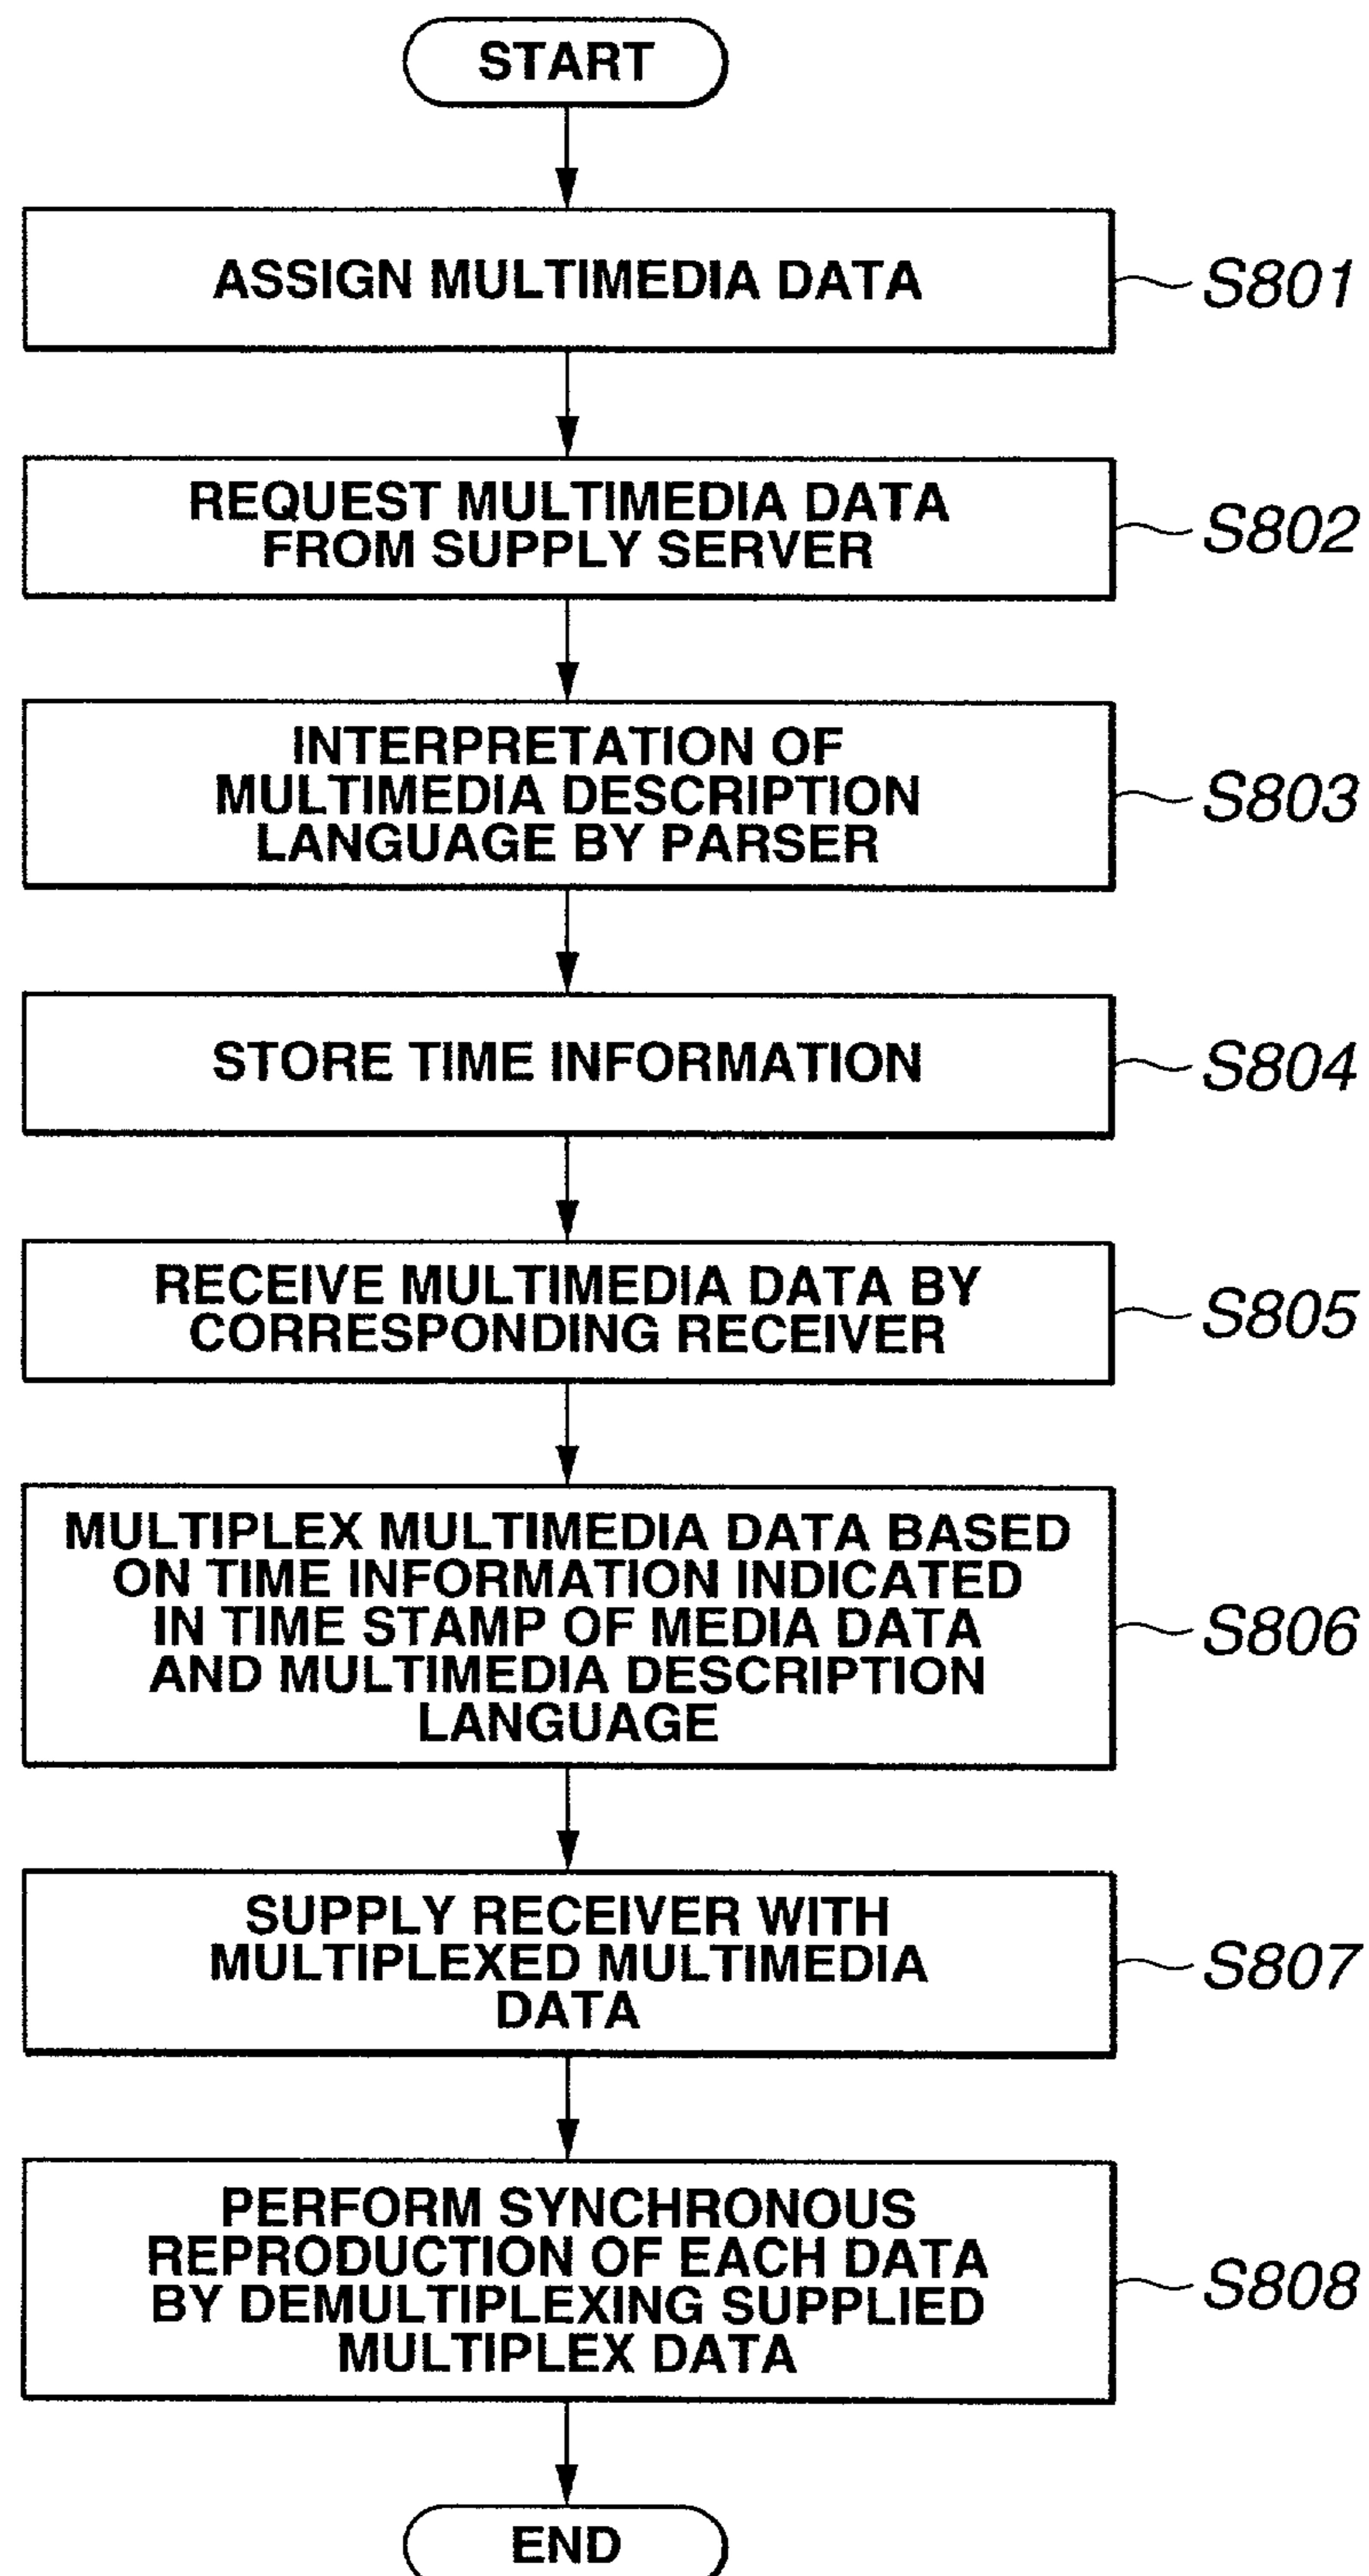 START
ASSIGN MULTIMEDIA DATA
S801
REQUEST MULTIMEDIA DATA
FROM SUPPLY SERVER
S802
INTERPRETATION OF
MULTIMEDIA DESCRIPTION
LANGUAGE BY PARSER
S803
STORE TIME INFORMATION
S804
RECEIVE MULTIMEDIA DATA BY
CORRESPONDING RECEIVER
S805
MULTIPLEX MULTIMEDIA DATA BASED
ON TIME INFORMATION INDICATED
IN TIME STAMP OF MEDIA DATA
AND MULTIMEDIA DESCRIPTION
LANGUAGE
S806
SUPPLY RECEIVER WITH
MULTIPLEXED MULTIMEDIA
DATA
S807
PERFORM SYNCHRONOUS
REPRODUCTION OF EACH DATA
BY DEMULTIPLEXING SUPPLIED
MULTIPLEX DATA
S808
END